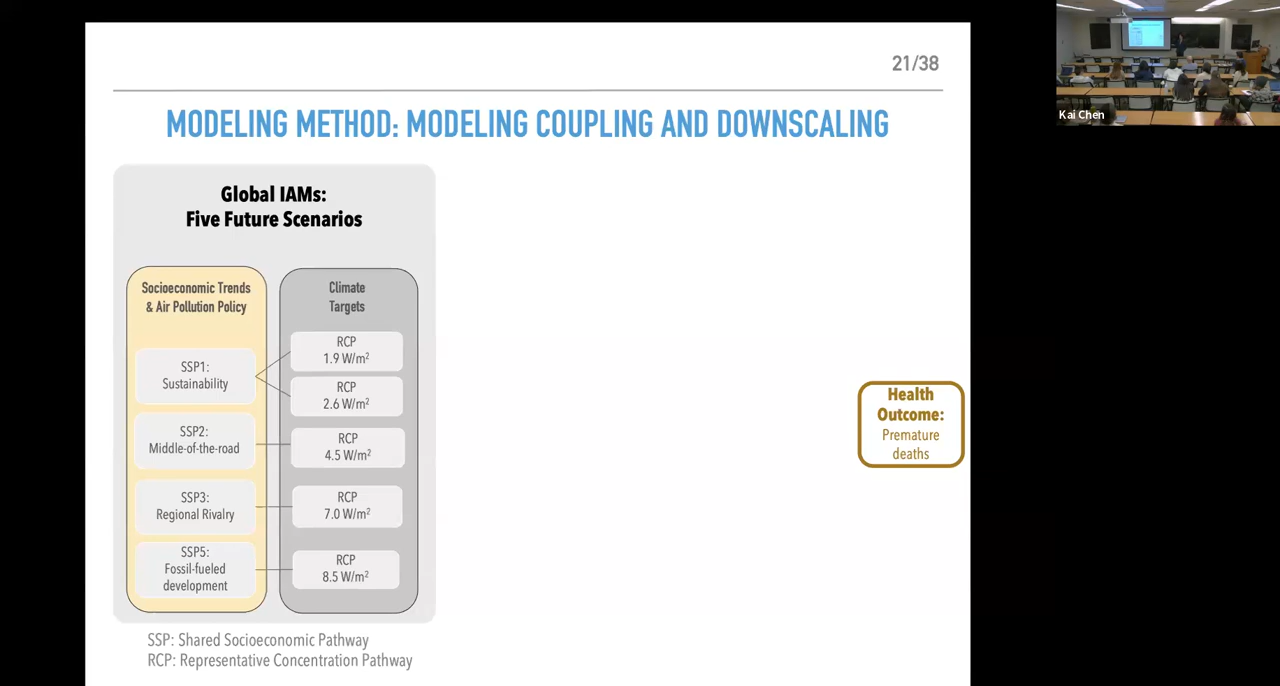 21/38
MODELING METHOD: MODELING COUPLING AND DOWNSCALING
Global IAMs:
Five Future Scenarios
Socioeconomic Trends
& Air Pollution Policy
SSP1:
Sustainability
SSP2:
Middle-of-the-road
SSP3:
Regional Rivalry
SSP5:
Fossil-fueled
development
Climate
Targets
RCP
1.9 W/m²
RCP
2.6 W/m²
RCP
4.5 W/m²
RCP
7.0 W/m²
RCP
8.5 W/m²
SSP: Shared Socioeconomic Pathway
RCP: Representative Concentration Pathway
Health
Outcome:
Premature
deaths
Kai Chen